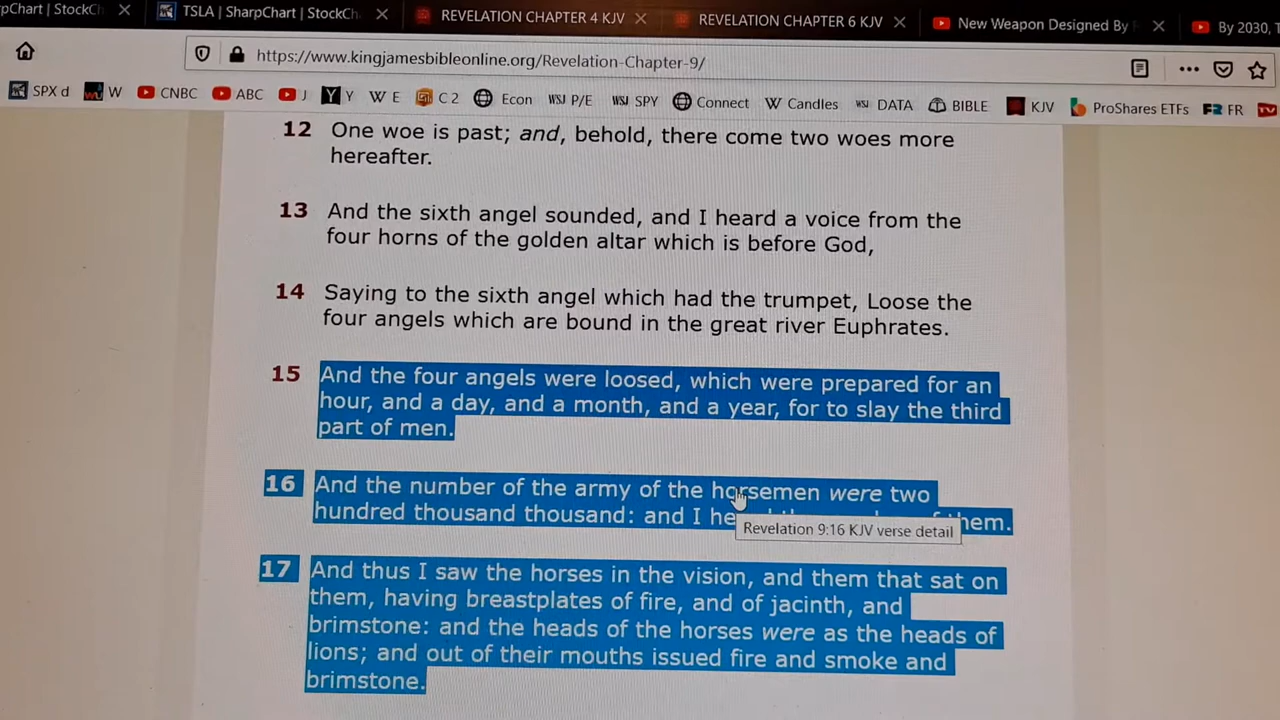 pChart | StockCh
TSLA | SharpChart | StockCh
REVELATION CHAPTER 4 KJV
REVELATION CHAPTER 6 KJV
New Weapon Designed By
By 2030,
https://www.kingjamesbibleonline.org/Revelation-Chapter-9/
SPX d W CNBC ABC J Y W E C 2 Econ WSJ P/E WSJ SPY Connect W Candles WSJ DATA BIBLE KJV ProShares ETFs FR FR TV
12 One woe is past; and, behold, there come two woes more
hereafter.
13 And the sixth angel sounded, and I heard a voice from the
four horns of the golden altar which is before God,
14 Saying to the sixth angel which had the trumpet, Loose the
four angels which are bound in the great river Euphrates.
15 And the four angels were loosed, which were prepared for an
hour, and a day, and a month, and a year, for to slay the third
part of men.
16 And the number of the army of the horsemen were two
hundred thousand thousand: and I he them.
Revelation 9:16 KJV verse detail
17 And thus I saw the horses in the vision, and them that sat on
them, having breastplates of fire, and of jacinth, and
brimstone: and the heads of the horses were as the heads of
lions; and out of their mouths issued fire and smoke and
brimstone.